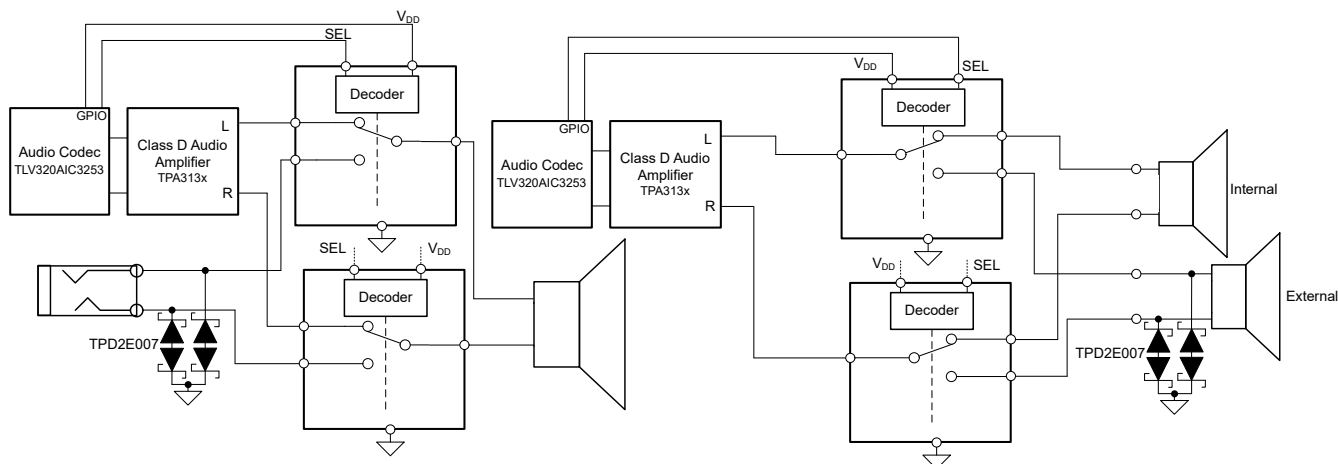 VDD
SEL
Decoder
GPIO
Audio Codec
TLV320AIC3253
Class D Audio
Amplifier
TPA313x
L
R
SEL
VDD
Decoder
TPD2E007
VDD
SEL
Decoder
GPIO
Audio Codec
TLV320AIC3253
Class D Audio
Amplifier
TPA313x
L
R
VDD
SEL
Decoder
Internal
External
TPD2E007